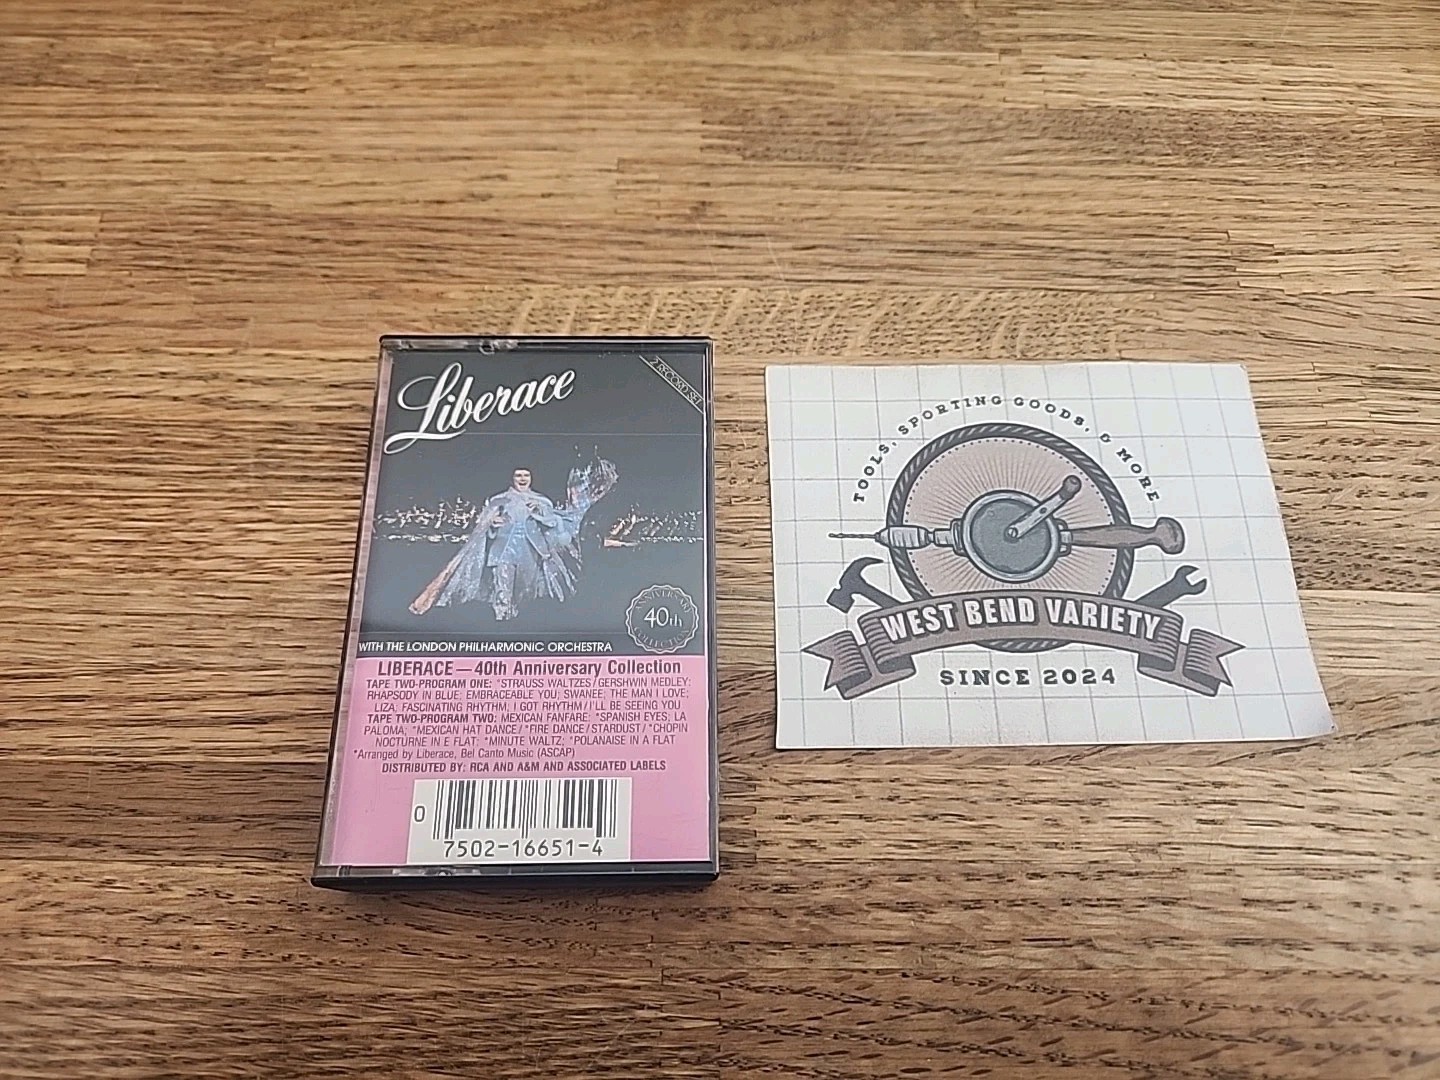 Liberace
2 RECORD SET
ANNIVERSARY
40th
COLLECTION
WITH THE LONDON PHILHARMONIC ORCHESTRA
LIBERACE—40th Anniversary Collection
TAPE TWO-PROGRAM ONE: *STRAUSS WALTZES/GERSHWIN MEDLEY:
RHAPSODY IN BLUE; EMBRACEABLE YOU; SWANEE; THE MAN I LOVE;
LIZA; FASCINATING RHYTHM; I GOT RHYTHM/I'LL BE SEEING YOU
TAPE TWO-PROGRAM TWO: MEXICAN FANFARE: *SPANISH EYES; LA
PALOMA; *MEXICAN HAT DANCE/*FIRE DANCE/STARDUST/*CHOPIN
NOCTURNE IN E FLAT; *MINUTE WALTZ; *POLANAISE IN A FLAT
*Arranged by Liberace, Bel Canto Music (ASCAP)
DISTRIBUTED BY: RCA AND A&M AND ASSOCIATED LABELS
0
7502-16651-4
TOOLS, SPORTING GOODS, & MORE
WEST BEND VARIETY
SINCE 2024